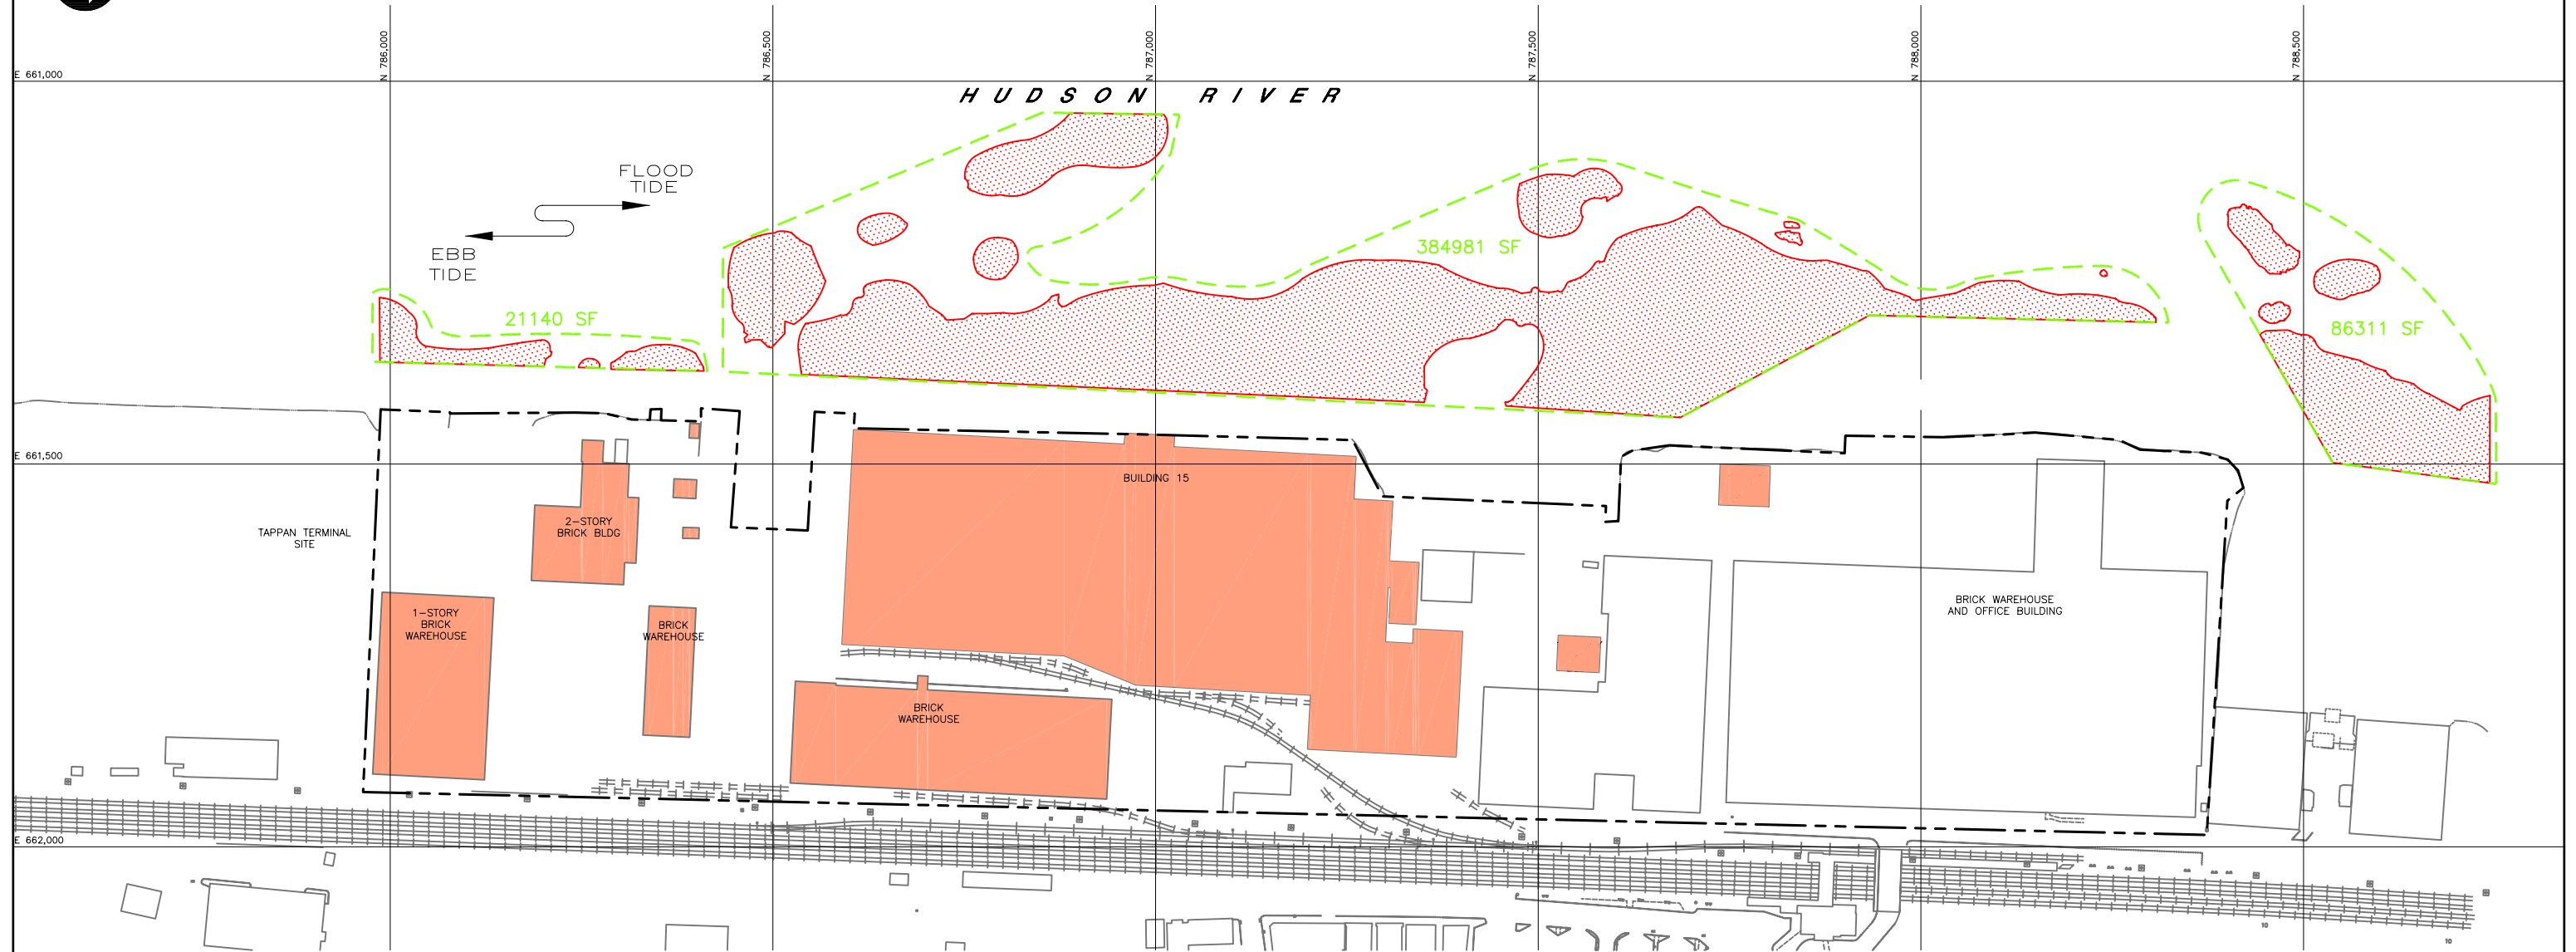 N 786,000
N 786,500
N 787,000
N 787,500
N 788,000
N 788,500
E 661,000
HUDSON RIVER
FLOOD
TIDE
EBB
TIDE
384981 SF
21140 SF
86311 SF
E 661,500
BUILDING 15
TAPPAN TERMINAL
SITE
2-STORY
BRICK BLDG
1-STORY
BRICK
WAREHOUSE
BRICK
WAREHOUSE
BRICK WAREHOUSE
AND OFFICE BUILDING
BRICK
WAREHOUSE
E 662,000
10
10